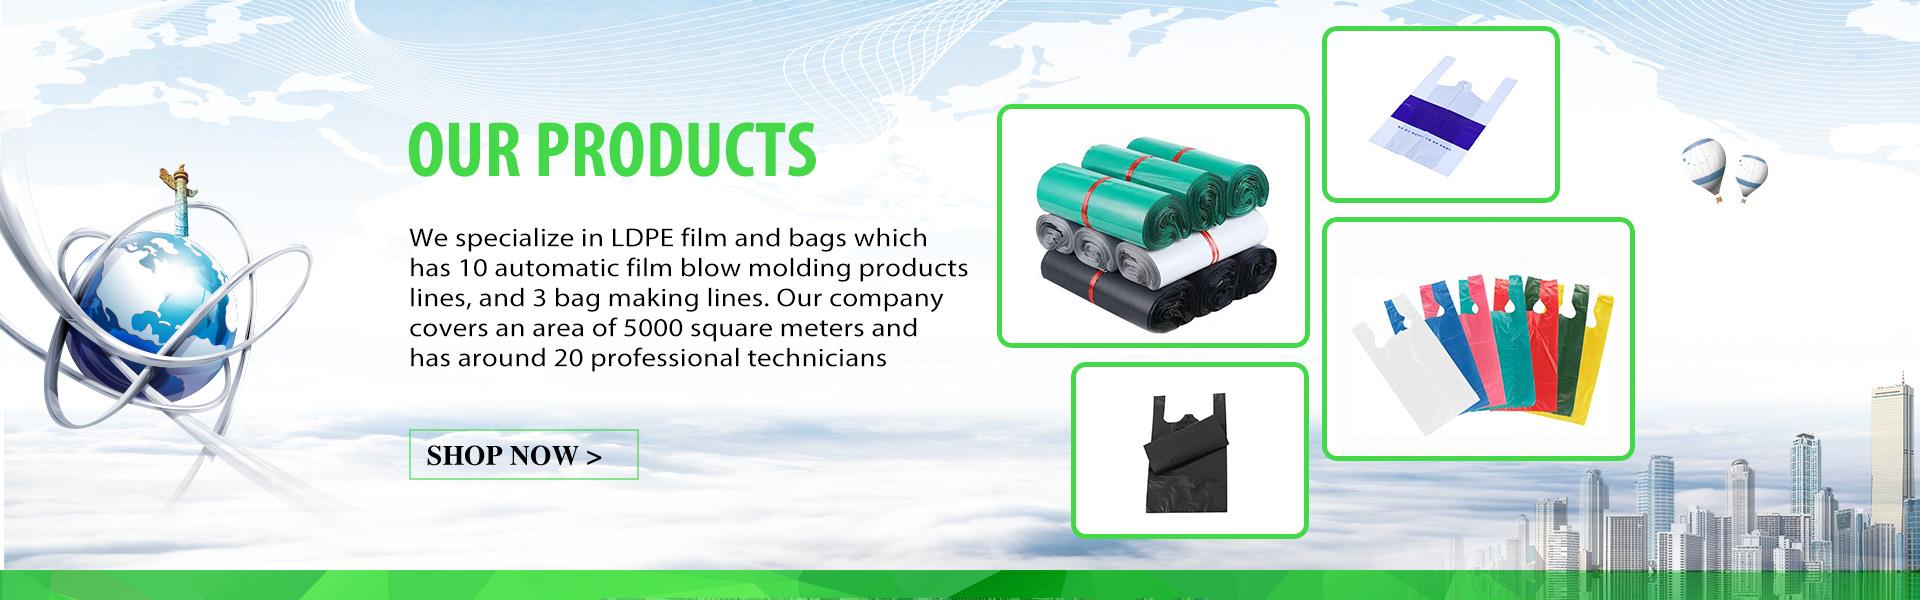 OUR PRODUCTS
We specialize in LDPE film and bags which
has 10 automatic film blow molding products
lines, and 3 bag making lines. Our company
covers an area of 5000 square meters and
has around 20 professional technicians
SHOP NOW >